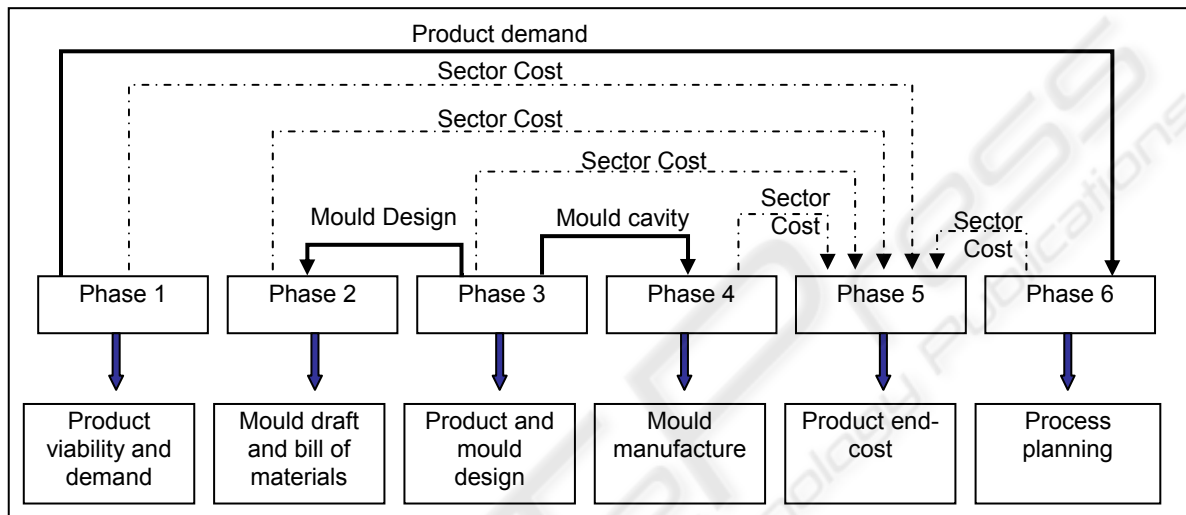 Product demand
Sector Cost
Sector Cost
Sector Cost
Sector
Cost
Mould Design
Mould cavity
Sector
Cost
Phase 1
Phase 2
Phase 3
Phase 4
Phase 5
Phase 6
Product
viability and
demand
Mould draft
and bill of
materials
Product and
mould
design
Mould
manufacture
Product end-
cost
Process
planning